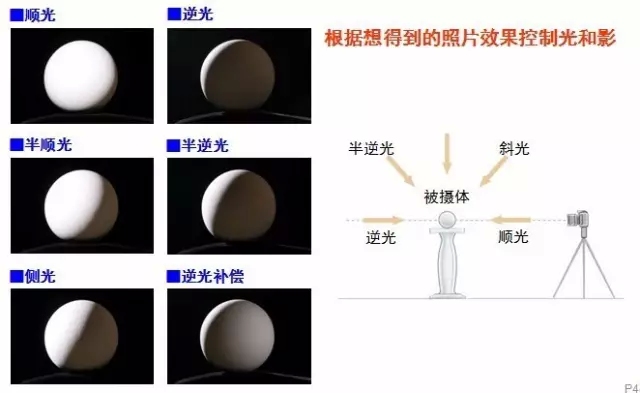 ■顺光
■逆光
根据想得到的照片效果控制光和影
■半顺光
■半逆光
半逆光
斜光
被摄体
逆光
顺光
■侧光
■逆光补偿
P4